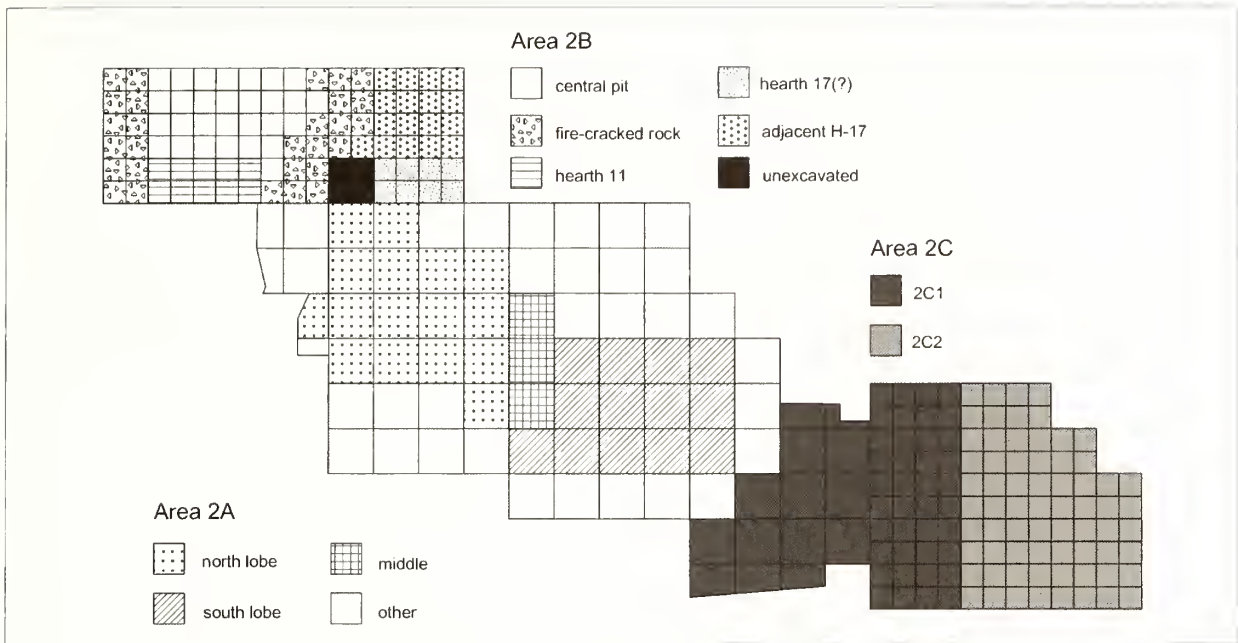 Area 2B
central pit
hearth 17(?)
fire-cracked rock
adjacent H-17
hearth 11
unexcavated
Area 2C
2C1
2C2
Area 2A
north lobe
middle
south lobe
other